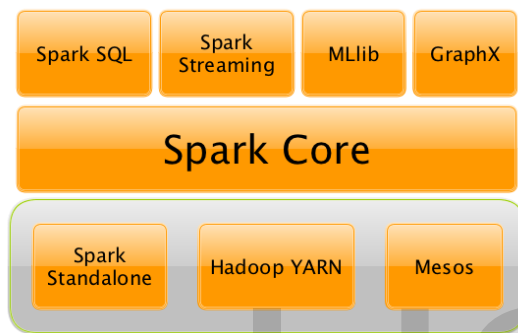 Spark SQL
Spark
Streaming
MLlib
GraphX
Spark Core
Spark
Standalone
Hadoop YARN
Mesos